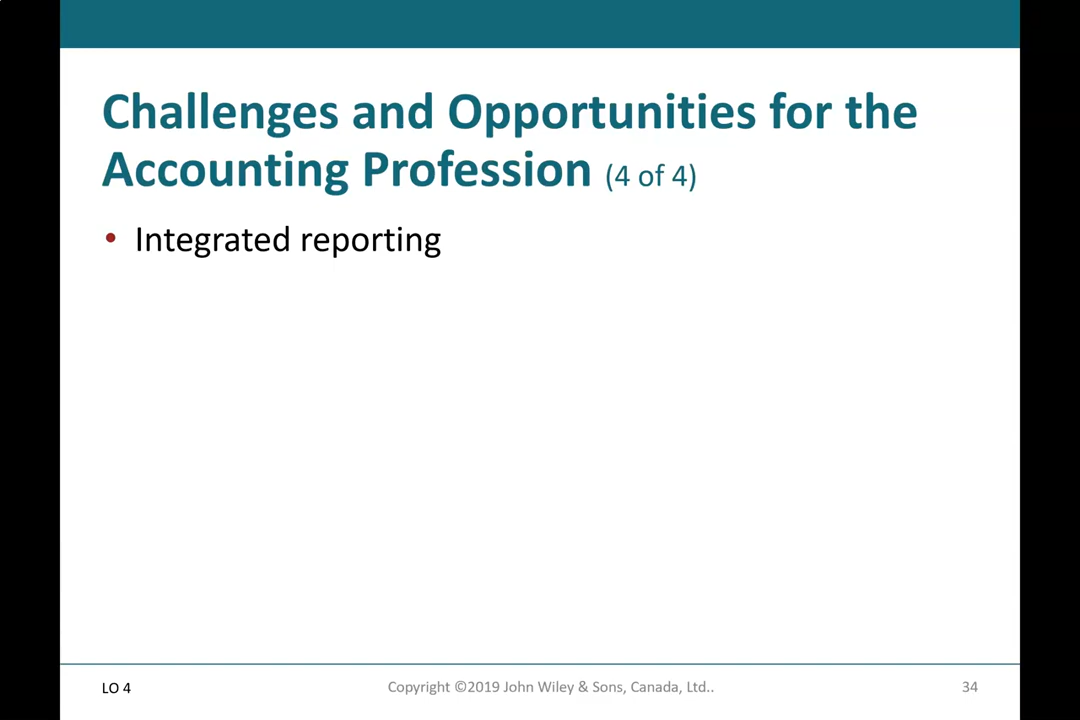 Challenges and Opportunities for the
Accounting Profession (4 of 4)
• Integrated reporting
LO 4
Copyright ©2019 John Wiley & Sons, Canada, Ltd..
34